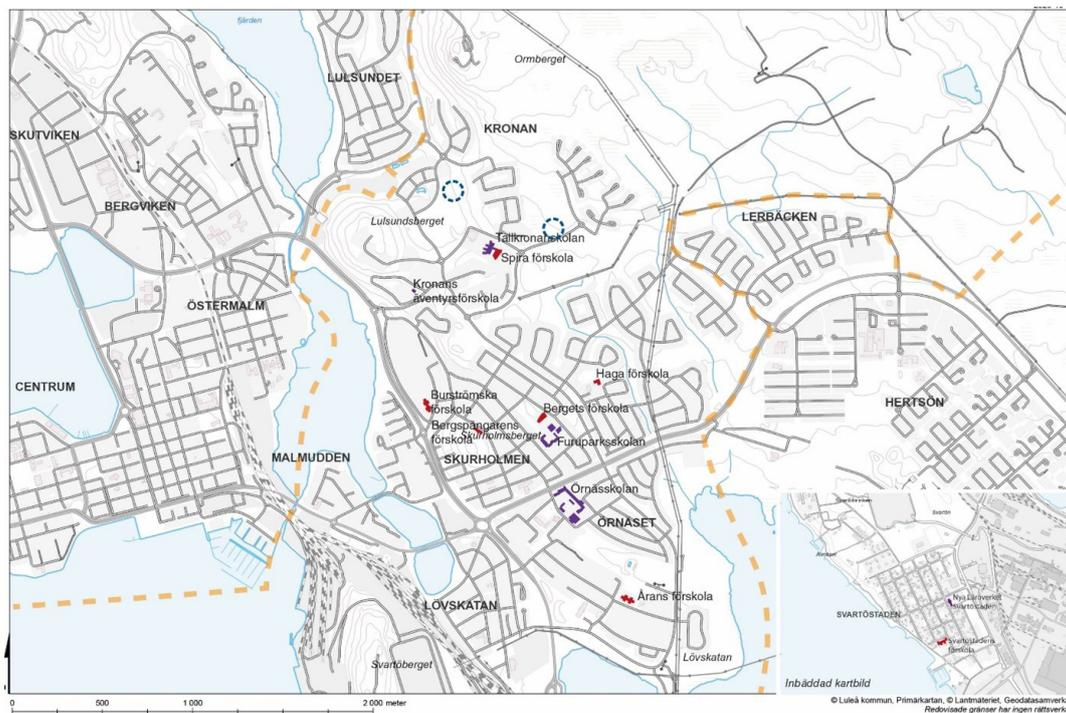 fjärden
Ormberget
LULSUNDET
KRONAN
SKUTVIKEN
BERGVIKEN
Lulsundsberget
LERBÄCKEN
Tallkronanskolan
Spira förskola
Kronans
äventyrsförskola
ÖSTERMALM
Haga förskola
CENTRUM
Burströmska
förskola
Bergets förskola
HERTSÖN
Bergspängarens
förskola
Skurholmsberget
Furuparksskolan
MALMUDDEN
SKURHOLMEN
Örnässkolan
ÖRNÄSET
Svartön
Årans förskola
LÖVSKATAN
Nya Läroverket
Svartöstaden
SVARTÖSTADEN
Svartöstadens
förskola
Svartöberget
Lövskatan
Inbäddad kartbild
0 500 1 000 2 000 meter
© Luleå kommun, Primärkartan, © Lantmäteriet, Geodatasamverk
Redovisade gränser har ingen rättsverk